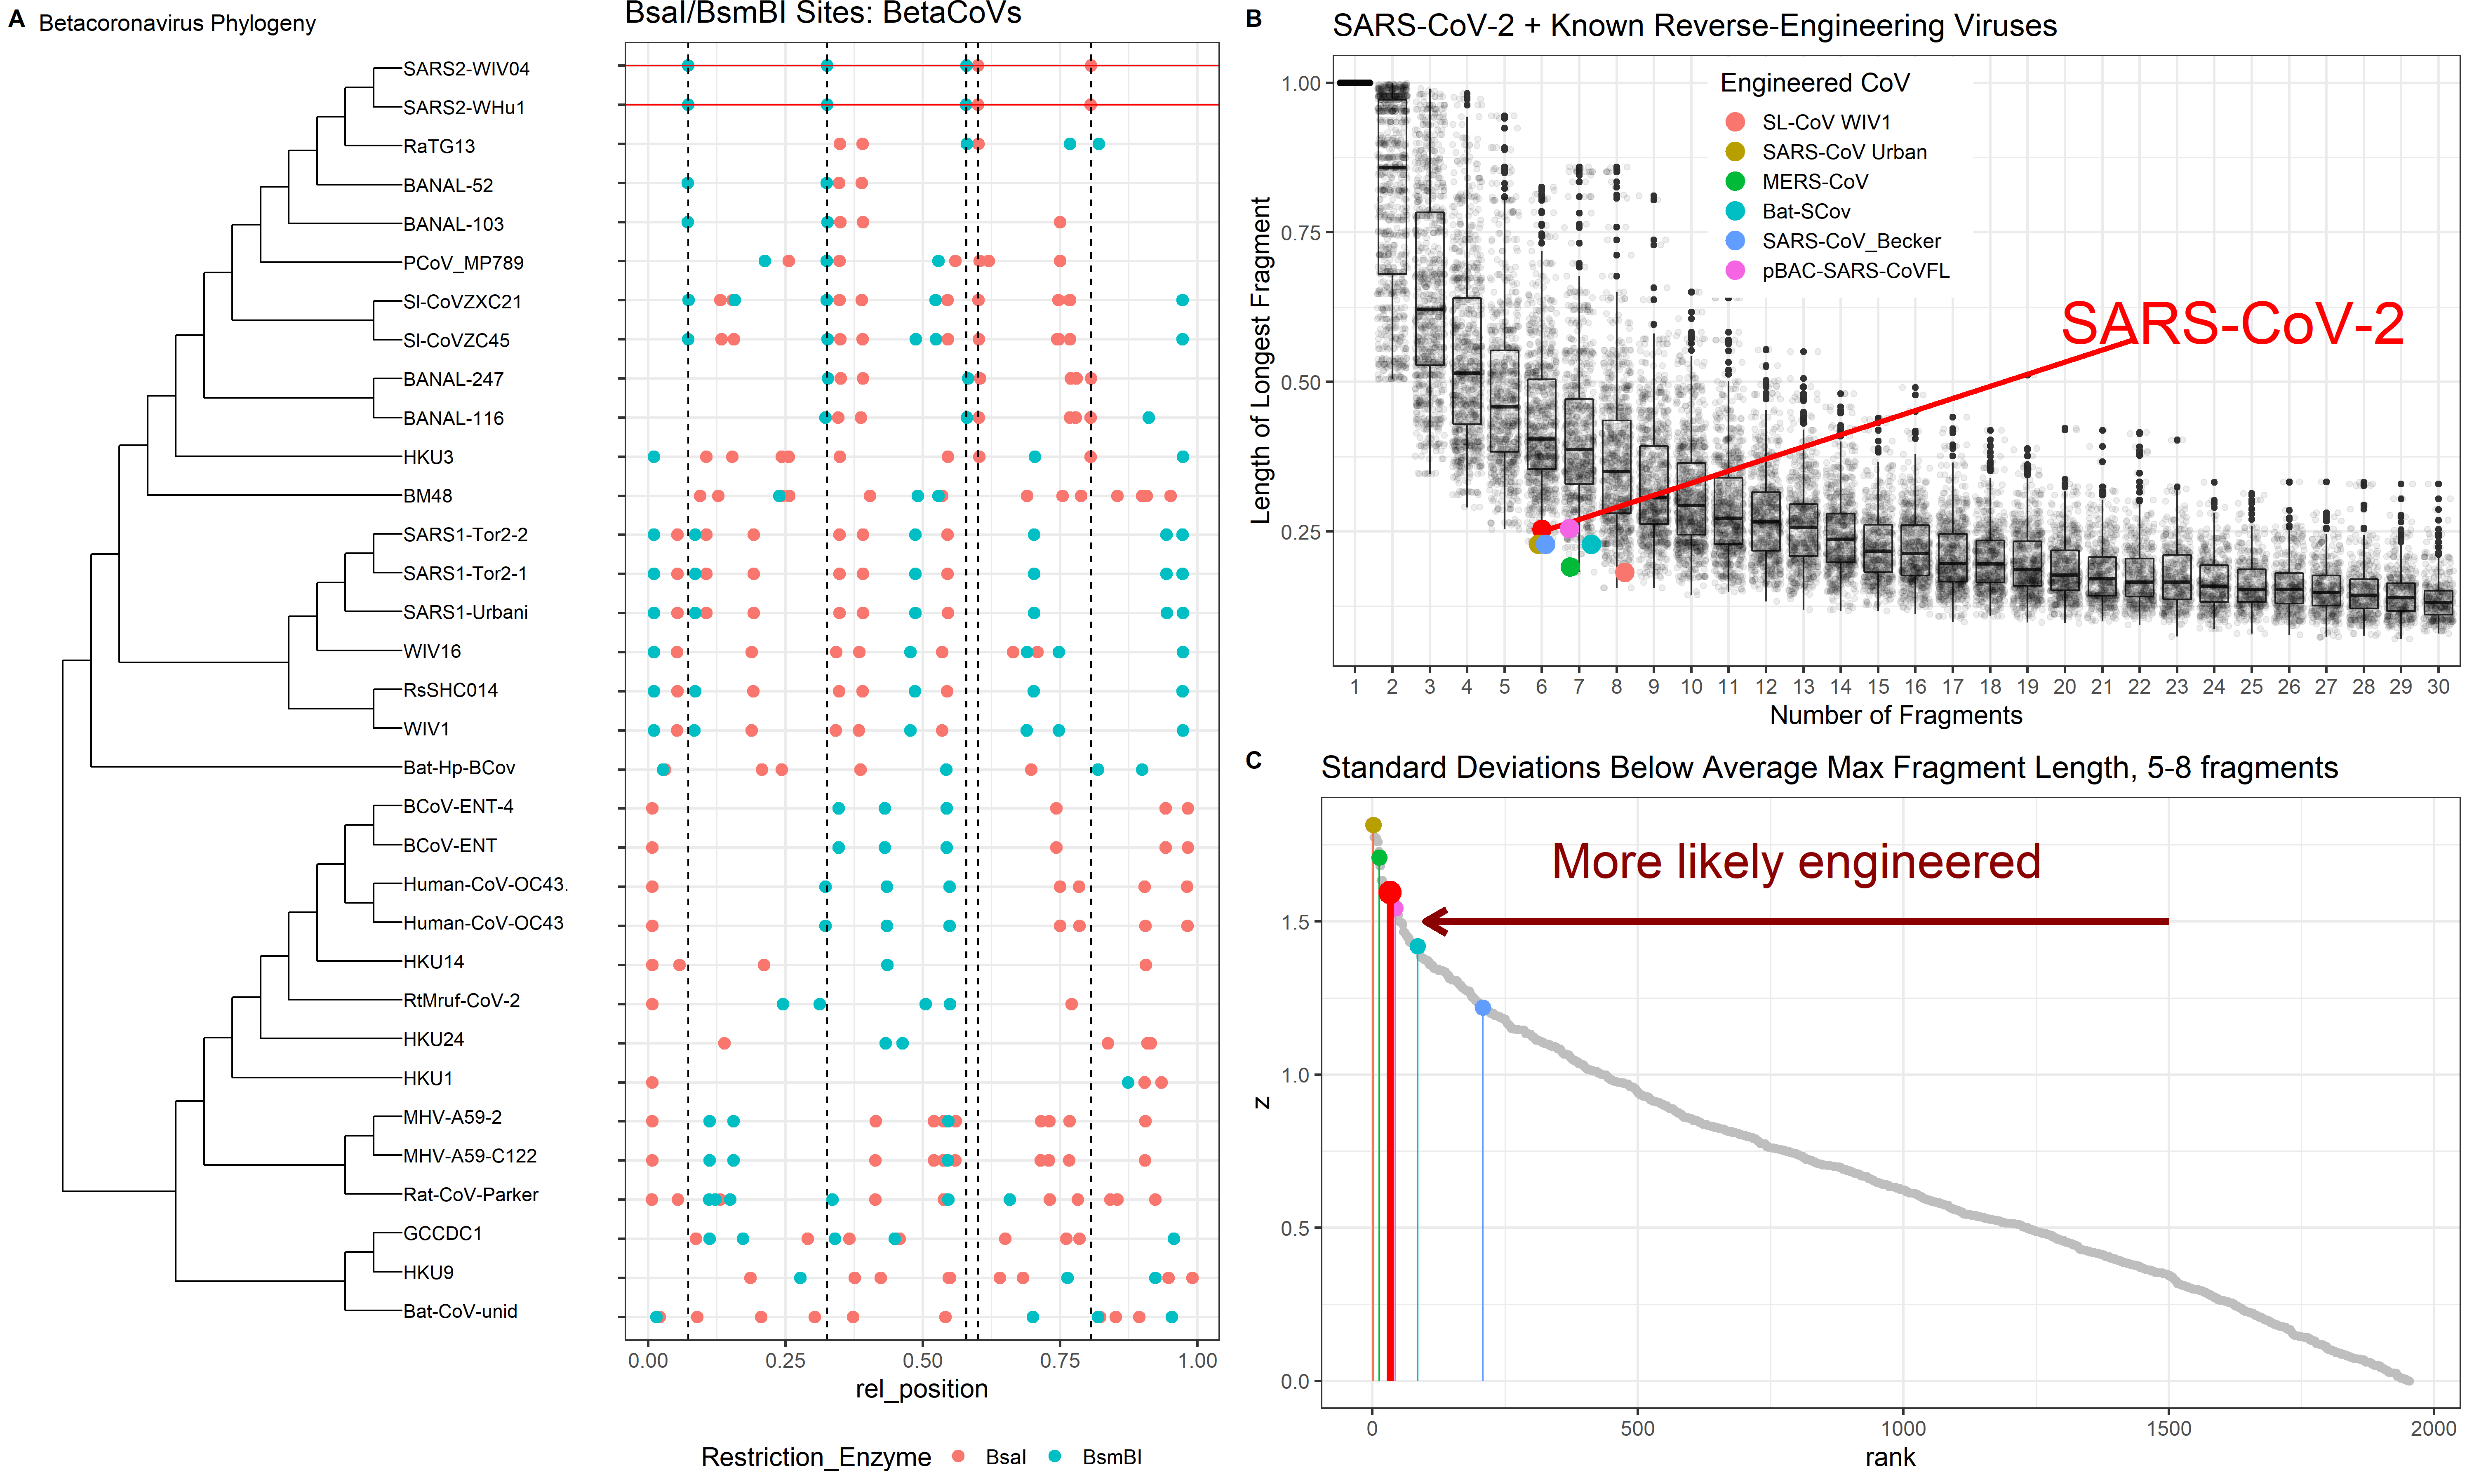 A
Betacoronavirus Phylogeny
SARS2-WIV04
SARS2-WHu1
RaTG13
BANAL-52
BANAL-103
PCoV_MP789
SI-CoVZXC21
SI-CoVZC45
BANAL-247
BANAL-116
HKU3
BM48
SARS1-Tor2-2
SARS1-Tor2-1
SARS1-Urbani
WIV16
RsSHC014
WIV1
Bat-Hp-BCov
BCoV-ENT-4
BCoV-ENT
Human-CoV-OC43.
Human-CoV-OC43
HKU14
RtMruf-CoV-2
HKU24
HKU1
MHV-A59-2
MHV-A59-C122
Rat-CoV-Parker
GCCDC1
HKU9
Bat-CoV-unid
BsaI/BsmBI Sites: BetaCoVs
0.00 0.25 0.50 0.75 1.00
rel_position
Restriction_Enzyme BsaI BsmBI
B
SARS-CoV-2 + Known Reverse-Engineering Viruses
Length of Longest Fragment
1.00
0.75
0.50
0.25
Engineered CoV
SL-CoV WIV1
SARS-CoV Urban
MERS-CoV
Bat-SCov
SARS-CoV_Becker
pBAC-SARS-CoVFL
SARS-CoV-2
1 2 3 4 5 6 7 8 9 10 11 12 13 14 15 16 17 18 19 20 21 22 23 24 25 26 27 28 29 30
Number of Fragments
C
Standard Deviations Below Average Max Fragment Length, 5-8 fragments
More likely engineered
z
1.5
1.0
0.5
0.0
0 500 1000 1500 2000
rank